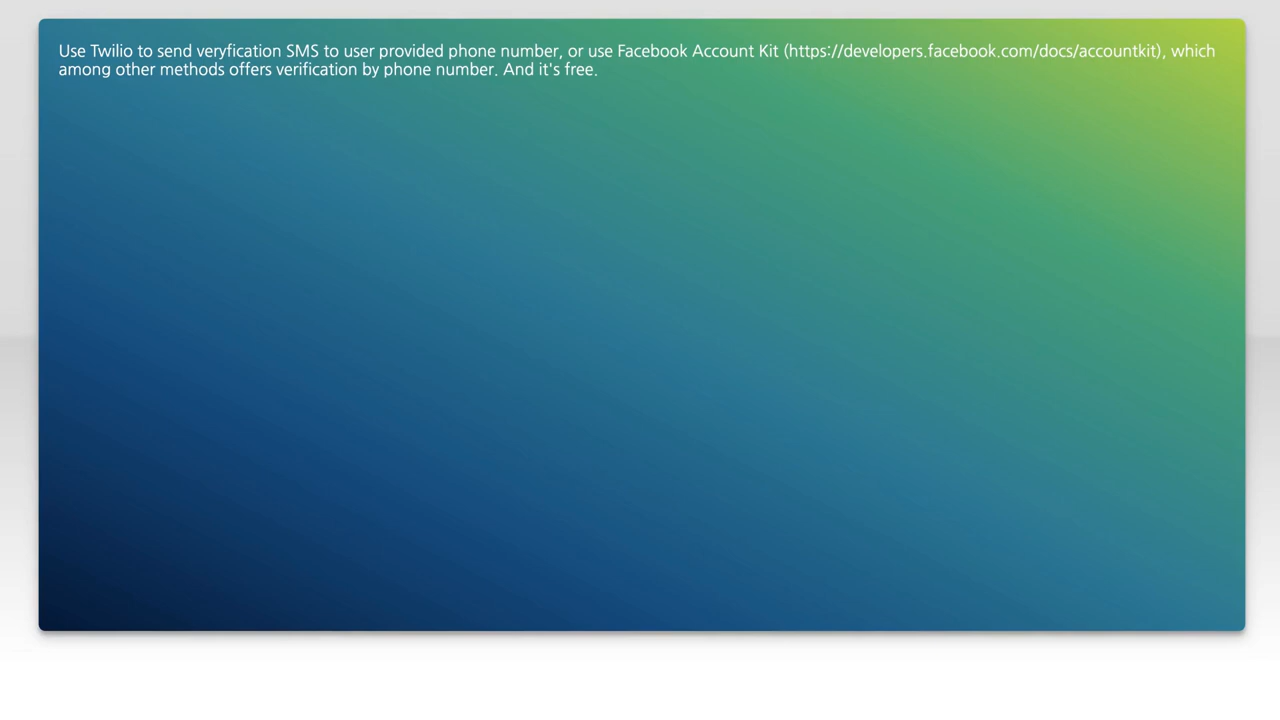 Use Twilio to send veryfication SMS to user provided phone number, or use Facebook Account Kit (https://developers.facebook.com/docs/accountkit), which
among other methods offers verification by phone number. And it's free.